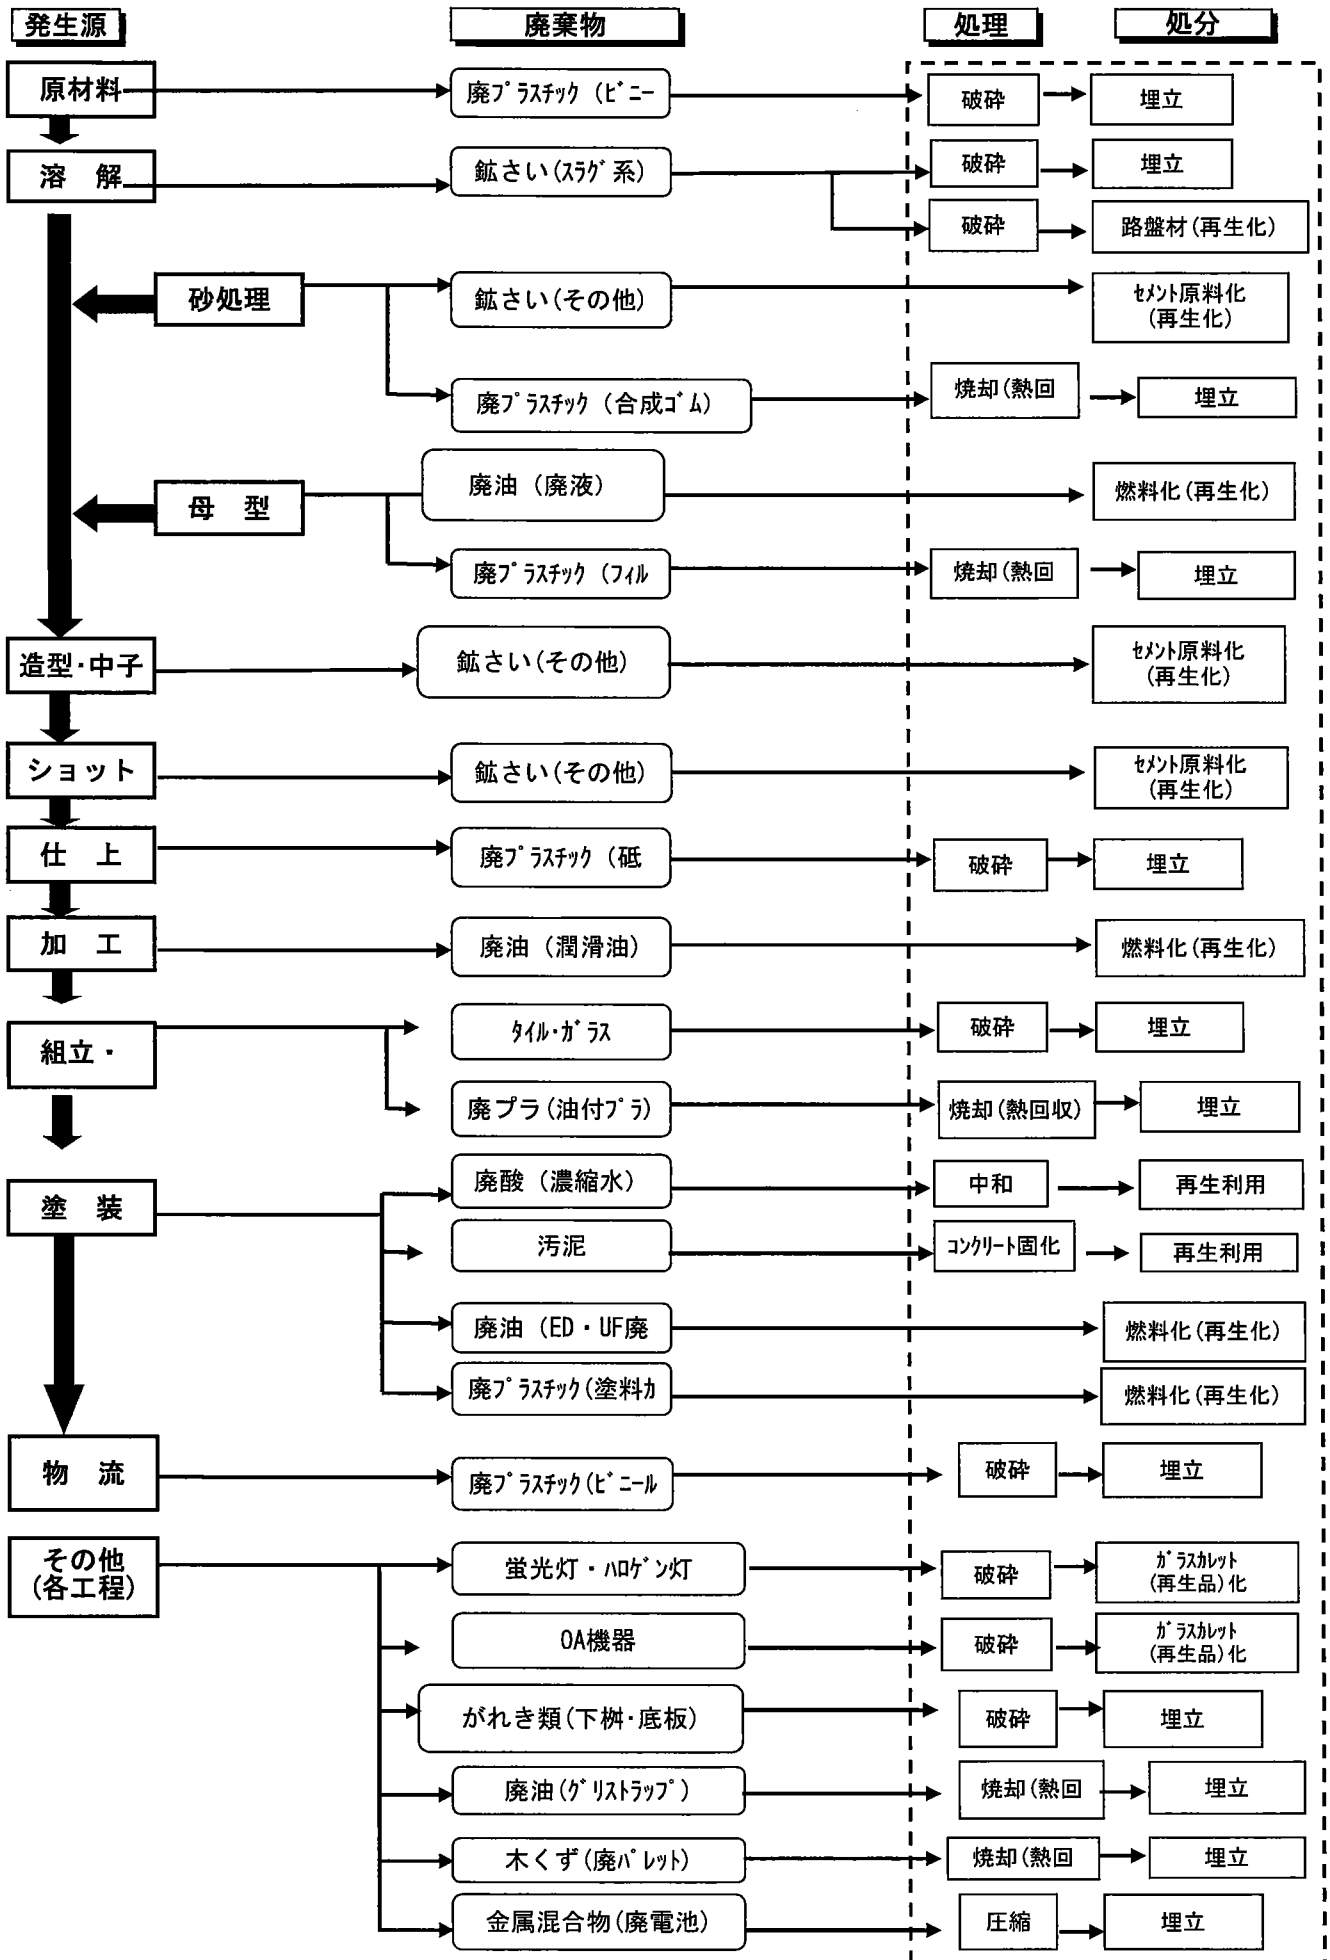 発生源
廃棄物
処理
処分
原材料
廃ﾌﾟﾗｽﾁｯｸ (ﾋﾞﾆｰ
破砕
埋立
溶　解
鉱さい(ｽﾗｸﾞ系)
破砕
埋立
破砕
路盤材(再生化)
砂処理
鉱さい(その他)
ｾﾒﾝﾄ原料化
(再生化)
廃ﾌﾟﾗｽﾁｯｸ (合成ｺﾞﾑ)
焼却(熱回
埋立
母　型
廃油 (廃液)
燃料化(再生化)
廃ﾌﾟﾗｽﾁｯｸ (ﾌｨﾙ
焼却(熱回
埋立
造型・中子
鉱さい(その他)
ｾﾒﾝﾄ原料化
(再生化)
ショット
鉱さい(その他)
ｾﾒﾝﾄ原料化
(再生化)
仕　上
廃ﾌﾟﾗｽﾁｯｸ (砥
破砕
埋立
加　工
廃油 (潤滑油)
燃料化(再生化)
組立・
ﾀｲﾙ・ｶﾞﾗｽ
破砕
埋立
廃プラ(油付ﾌﾟﾗ)
焼却(熱回収)
埋立
塗　装
廃酸 (濃縮水)
中和
再生利用
汚泥
ｺﾝｸﾘｰﾄ固化
再生利用
廃油 (ED・UF廃
燃料化(再生化)
廃ﾌﾟﾗｽﾁｯｸ(塗料ｶ
燃料化(再生化)
物　流
廃ﾌﾟﾗｽﾁｯｸ(ﾋﾞﾆｰﾙ
破砕
埋立
その他
(各工程)
蛍光灯・ﾊﾛｹﾞﾝ灯
破砕
ｶﾞﾗｽｶﾚｯﾄ
(再生品)化
OA機器
破砕
ｶﾞﾗｽｶﾚｯﾄ
(再生品)化
がれき類(下桝・底板)
破砕
埋立
廃油(ｸﾞﾘｽﾄﾗｯﾌﾟ)
焼却(熱回
埋立
木くず(廃ﾊﾟﾚｯﾄ)
焼却(熱回
埋立
金属混合物(廃電池)
圧縮
埋立